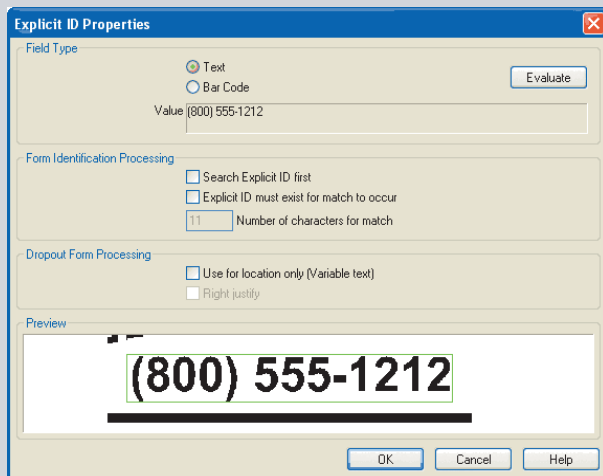 Explicit ID Properties
Field Type
Text
Bar Code
Evaluate
Value (800) 555-1212
Form Identification Processing
Search Explicit ID first
Explicit ID must exist for match to occur
11 Number of characters for match
Dropout Form Processing
Use for location only (Variable text)
Right justify
Preview
(800) 555-1212
OK Cancel Help